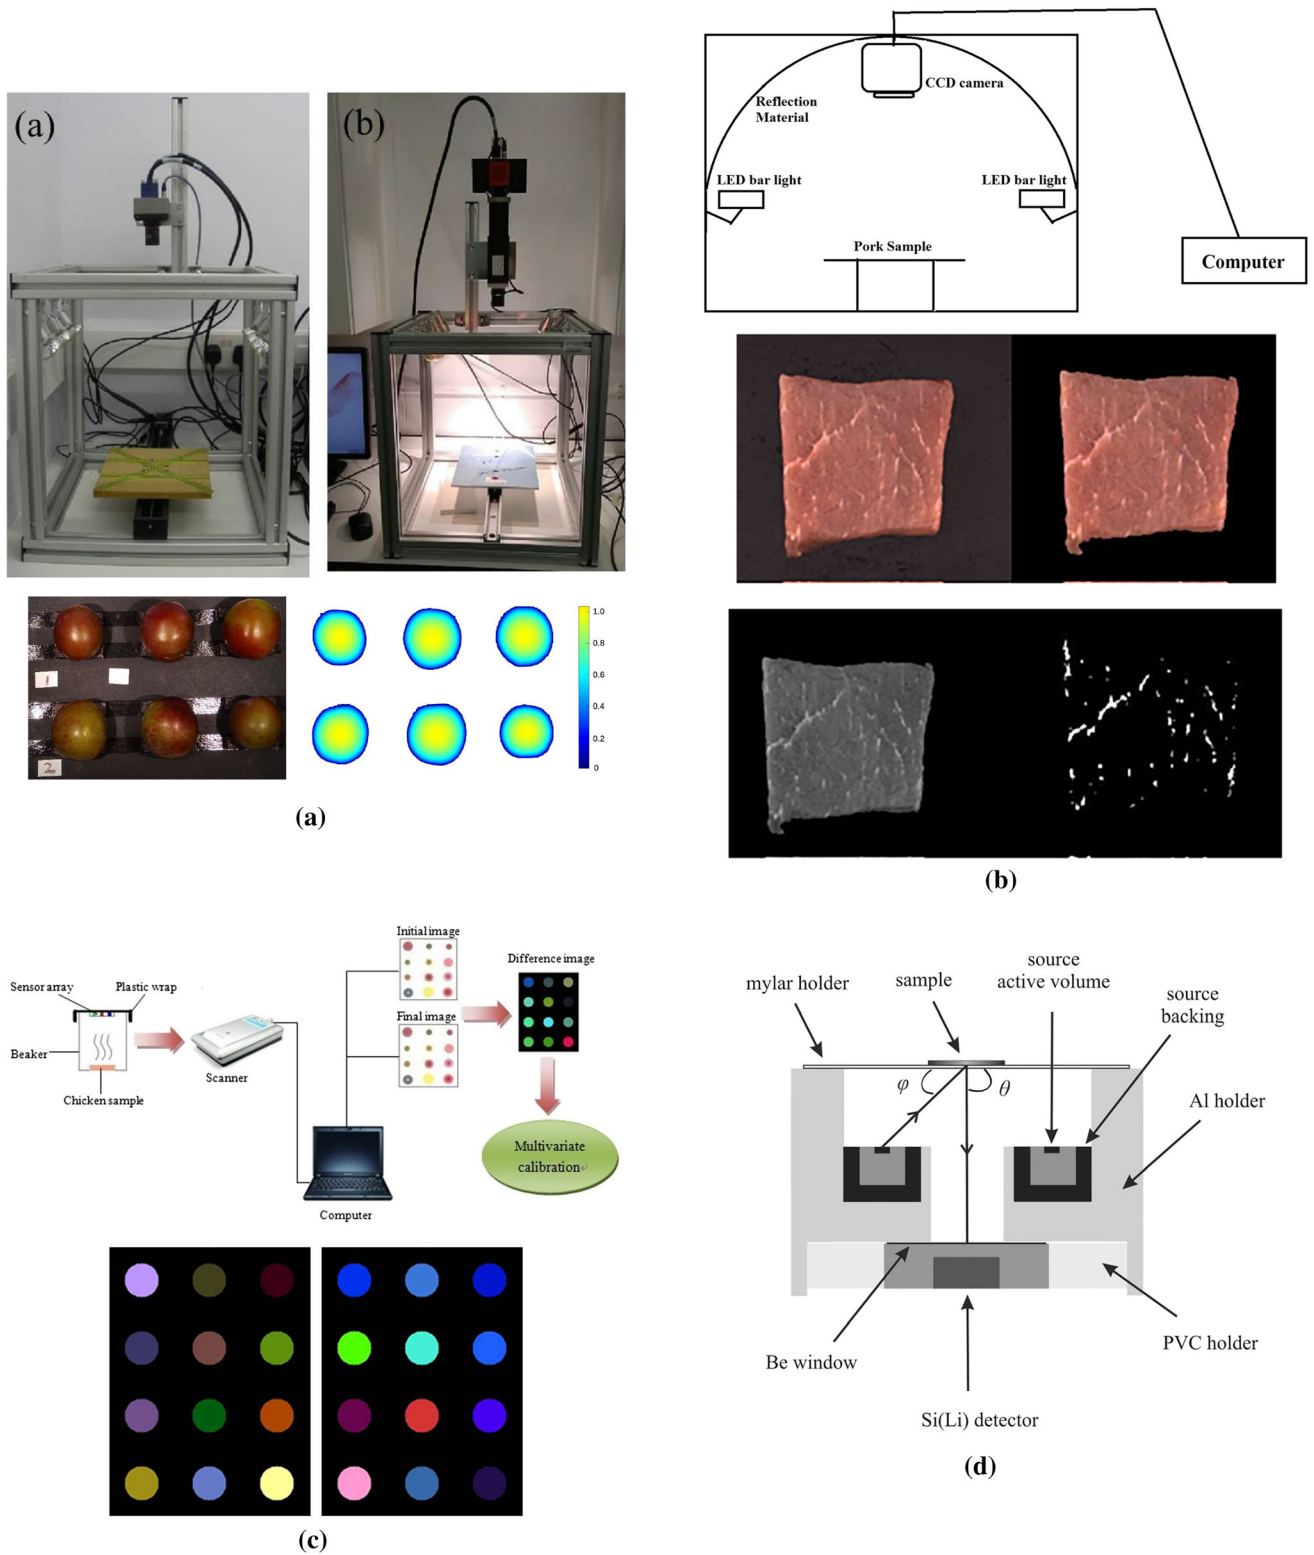 (a)
(b)
1.0
0.8
0.6
0.4
0.2
0
1
2
(a)
CCD camera
Reflection
Material
LED bar light
LED bar light
Pork Sample
Computer
(b)
Initial image
Difference image
Sensor array
Plastic wrap
Final image
Beaker
Scanner
Chicken sample
Multivariate
calibration↵
Computer
(c)
mylar holder
sample
source
active volume
source
backing
φ
θ
Al holder
Be window
PVC holder
Si(Li) detector
(d)